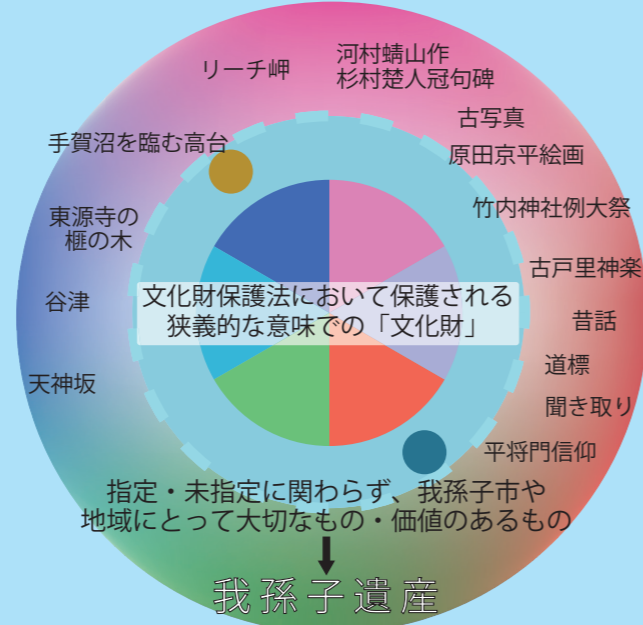 リーチ岬
河村蜻山作
杉村楚人冠句碑
古写真
手賀沼を臨む高台
原田京平絵画
竹内神社例大祭
東源寺の
榧の木
古戸里神楽
谷津
文化財保護法において保護される
狭義的な意味での「文化財」
昔話
道標
天神坂
聞き取り
平将門信仰
指定・未指定に関わらず、我孫子市や
地域にとって大切なもの・価値のあるもの
我孫子遺産